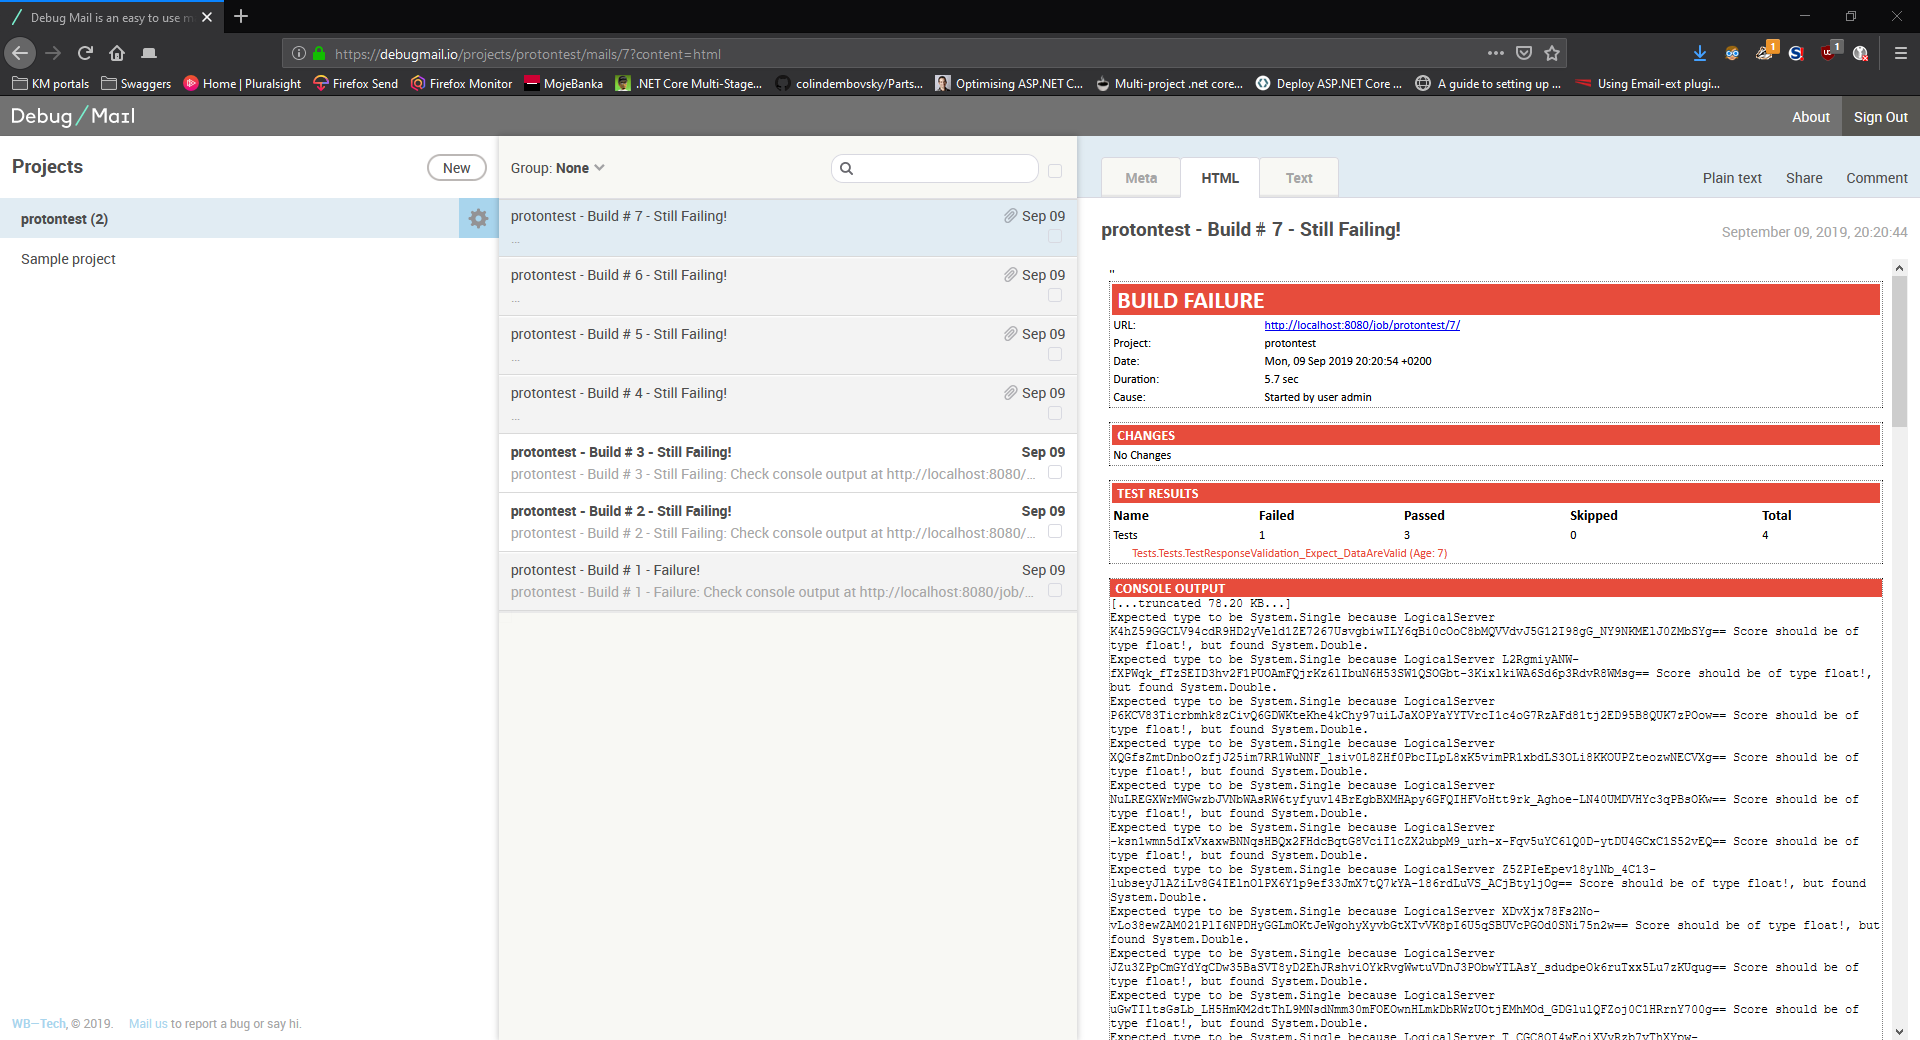 Debug Mail is an easy to use m
https://debugmail.io/projects/protontest/mails/7?content=html
1
1
KM portals
Swaggers
Home | Pluralsight
Firefox Send
Firefox Monitor
MojeBanka
.NET Core Multi-Stage...
colindembovsky/Parts...
Optimising ASP.NET C...
Multi-project .net core...
Deploy ASP.NET Core ...
A guide to setting up ...
Using Email-ext plugi...
Debug/Mail
About
Sign Out
Projects
New
protontest (2)
Sample project
WB—Tech, © 2019. Mail us to report a bug or say hi.
Group: None
protontest - Build # 7 - Still Failing! Sep 09
...
protontest - Build # 6 - Still Failing! Sep 09
...
protontest - Build # 5 - Still Failing! Sep 09
...
protontest - Build # 4 - Still Failing! Sep 09
...
protontest - Build # 3 - Still Failing! Sep 09
protontest - Build # 3 - Still Failing: Check console output at http://localhost:8080/...
protontest - Build # 2 - Still Failing! Sep 09
protontest - Build # 2 - Still Failing: Check console output at http://localhost:8080/...
protontest - Build # 1 - Failure! Sep 09
protontest - Build # 1 - Failure: Check console output at http://localhost:8080/job/...
Meta HTML Text
Plain text Share Comment
protontest - Build # 7 - Still Failing! September 09, 2019, 20:20:44
"
BUILD FAILURE
URL: http://localhost:8080/job/protontest/7/
Project: protontest
Date: Mon, 09 Sep 2019 20:20:54 +0200
Duration: 5.7 sec
Cause: Started by user admin
CHANGES
No Changes
TEST RESULTS
Name Failed Passed Skipped Total
Tests 1 3 0 4
Tests.Tests.TestResponseValidation_Expect_DataAreValid (Age: 7)
CONSOLE OUTPUT
[...truncated 78.20 KB...]
Expected type to be System.Single because LogicalServer
K4hZ59GGCLV94cdR9HD2yVeld1ZE7267UsvgbiwILY6qBi0cOoC8bMQVVdvJ5G12I98gG_NY9NKMElJ0ZMbSYg== Score should be of
type float!, but found System.Double.
Expected type to be System.Single because LogicalServer L2RgmiyANW-
fXPWqk_fTzSEID3hv2F1PUOAmFQjrKz6lIbuN6H53SW1QSOGbt-3KixlkiWA6Sd6p3RdvR8WMsg== Score should be of type float!,
but found System.Double.
Expected type to be System.Single because LogicalServer
P6KCV83Ticrbmhk8zCivQ6GDWKteKhe4kChy97uiLJaXOPYaYYTVrcI1c4oG7RzAFd81tj2ED95B8QUK7zPOow== Score should be of
type float!, but found System.Double.
Expected type to be System.Single because LogicalServer
XQGfsZmtDnboOzfjJ25im7RR1WuNNF_lsiv0L8ZHf0PbcILpL8xK5vimPR1xbdLS3OLi8KKOUPZteozwNECVXg== Score should be of
type float!, but found System.Double.
Expected type to be System.Single because LogicalServer
NuLREGXWrMWGwzbJVNbWAsRW6tyfyuvl4BrEgbBXMHApy6GFQIHFVoHtt9rk_Aghoe-LN40UMDVHYc3qPBsOKw== Score should be of
type float!, but found System.Double.
Expected type to be System.Single because LogicalServer
-ksn1wmn5dIxVxaxwBNNqsHBQx2FHdcBqtG8VciI1cZX2ubpM9_urh-x-Fqv5uYC6lQ0D-ytDU4GCxC1S52vEQ== Score should be of
type float!, but found System.Double.
Expected type to be System.Single because LogicalServer Z5ZPIeEpev18ylNb_4C13-
lubseyJlAZiLv8G4IElnOlPX6Y1p9ef33JmX7tQ7kYA-186rdLuVS_ACjBtyljOg== Score should be of type float!, but found
System.Double.
Expected type to be System.Single because LogicalServer XDvXjx78Fs2No-
vLo38ewZAM021PlI6NPDHyGGLmOKtJeWgohyXyvbGtXTvVK8pI6U5qSBUVcPGOd0SNi75n2w== Score should be of type float!, but
found System.Double.
Expected type to be System.Single because LogicalServer
JZu3ZPpCmGYdYqCDw35BaSVT8yD2EhJRshviOYkRvgWwtuVDnJ3PObwYTLAsY_sdudpeOk6ruTxx5Lu7zKUqug== Score should be of
type float!, but found System.Double.
Expected type to be System.Single because LogicalServer
uGwTIltsGsLb_LH5HmKM2dtThL9MNsdNmm30mFOEOwnHLmkDbRWzUOtjEMhMOd_GDGlulQFZoj0C1HRrnY700g== Score should be of
type float!, but found System.Double.
Expected type to be System.Single because LogicalServer